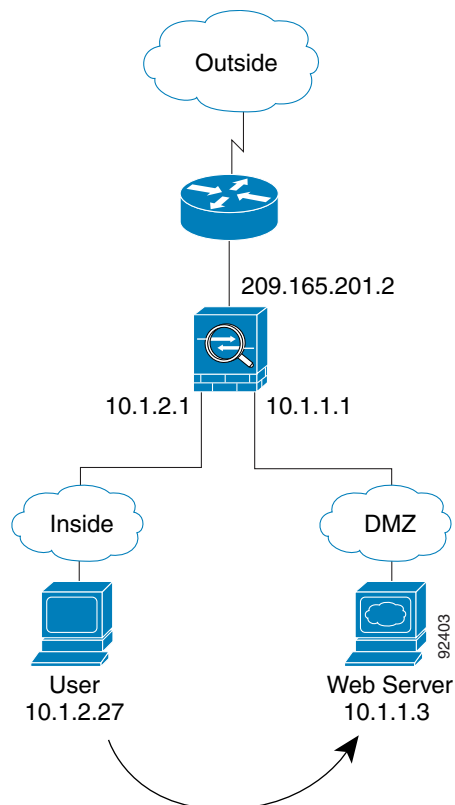 Outside
209.165.201.2
10.1.2.1
10.1.1.1
Inside
DMZ
92403
User
10.1.2.27
Web Server
10.1.1.3